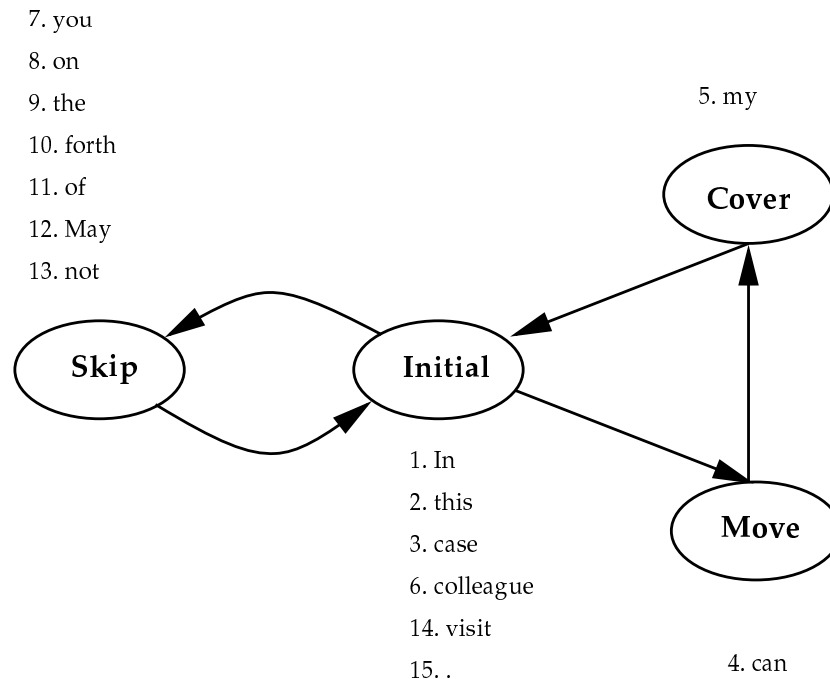 7. you
8. on
9. the
10. forth
11. of
12. May
13. not
5. my
Cover
Skip
Initial
Move
1. In
2. this
3. case
6. colleague
14. visit
15. .
4. can